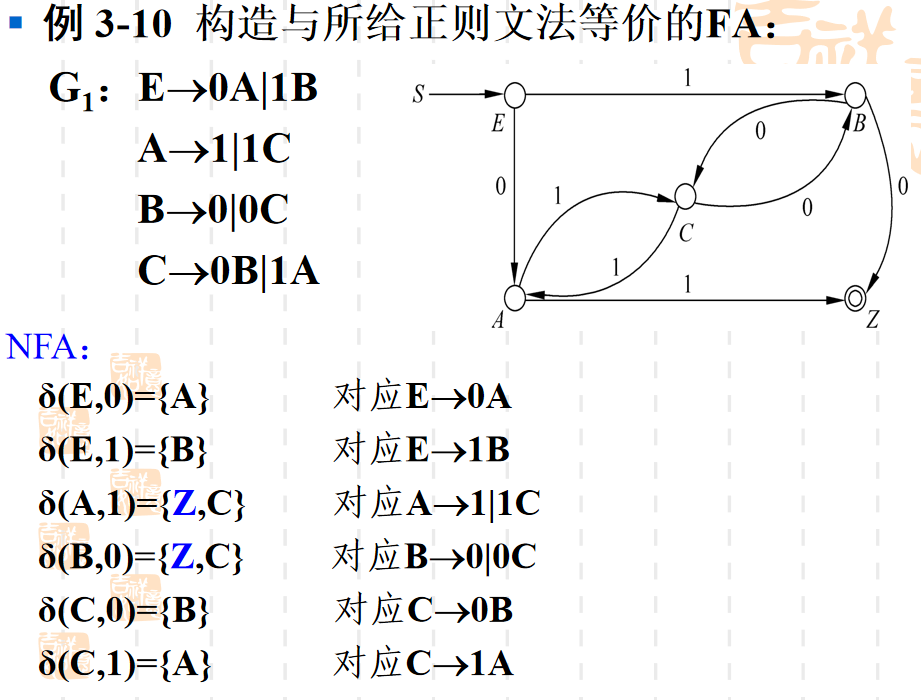 例 3-10 构造与所给正则文法等价的FA：
G₁：E→0A|1B
A→1|1C
B→0|0C
C→0B|1A
S
1
E
B
0
0
0
1
C
0
1
1
A
Z
NFA：
δ(E,0)={A} 对应E→0A
δ(E,1)={B} 对应E→1B
δ(A,1)={Z,C} 对应A→1|1C
δ(B,0)={Z,C} 对应B→0|0C
δ(C,0)={B} 对应C→0B
δ(C,1)={A} 对应C→1A